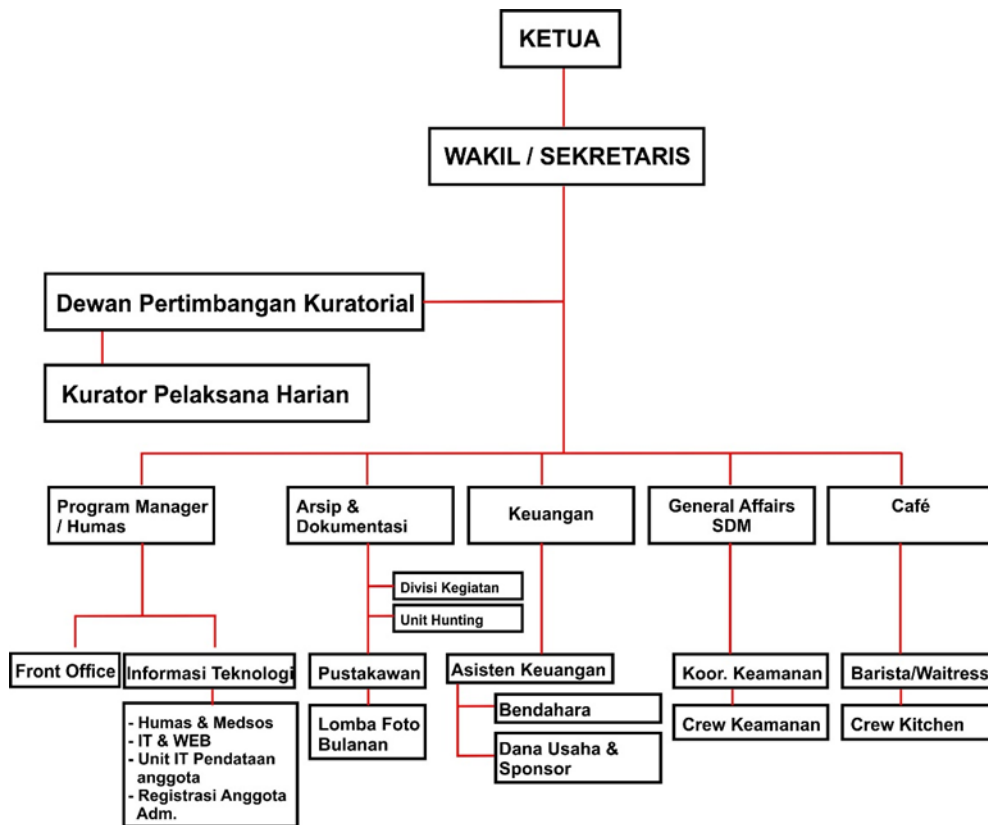 KETUA
WAKIL / SEKRETARIS
Dewan Pertimbangan Kuratorial
Kurator Pelaksana Harian
Program Manager
/ Humas
Arsip &
Dokumentasi
Keuangan
General Affairs
SDM
Café
Divisi Kegiatan
Unit Hunting
Front Office
Informasi Teknologi
Pustakawan
Asisten Keuangan
Koor. Keamanan
Barista/Waitress
- Humas & Medsos
- IT & WEB
- Unit IT Pendataan
anggota
- Registrasi Anggota
Adm.
Lomba Foto
Bulanan
Bendahara
Dana Usaha &
Sponsor
Crew Keamanan
Crew Kitchen